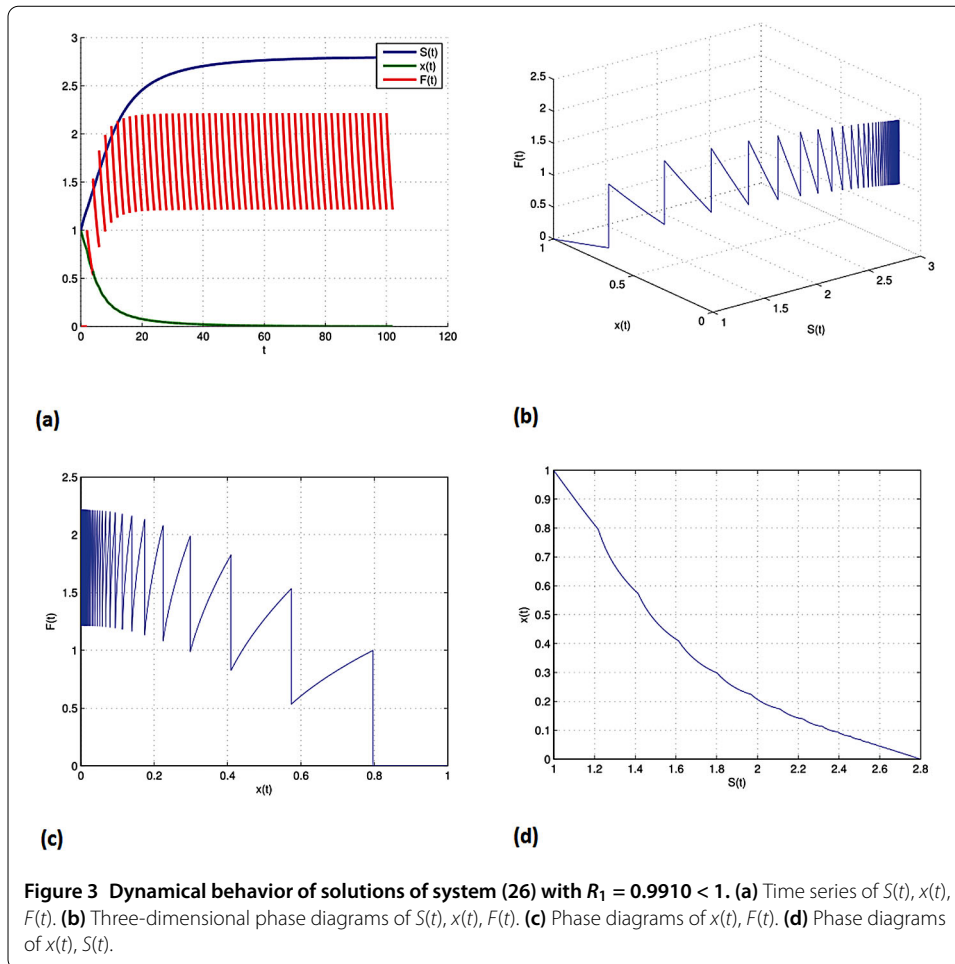 3
2.5
2
1.5
1
0.5
0
0 20 40 60 80 100 120
t
S(t)
x(t)
F(t)
(a)
2.5
2
1.5
1
0.5
0
F(t)
1
0.5
0
x(t)
1
1.5
2
2.5
3
S(t)
(b)
2.5
2
1.5
1
0.5
0
F(t)
0 0.2 0.4 0.6 0.8 1
x(t)
(c)
1
0.9
0.8
0.7
0.6
0.5
0.4
0.3
0.2
0.1
0
x(t)
1 1.2 1.4 1.6 1.8 2 2.2 2.4 2.6 2.8
S(t)
(d)
Figure 3 Dynamical behavior of solutions of system (26) with R₁ = 0.9910 < 1. (a) Time series of S(t), x(t),
F(t). (b) Three-dimensional phase diagrams of S(t), x(t), F(t). (c) Phase diagrams of x(t), F(t). (d) Phase diagrams
of x(t), S(t).